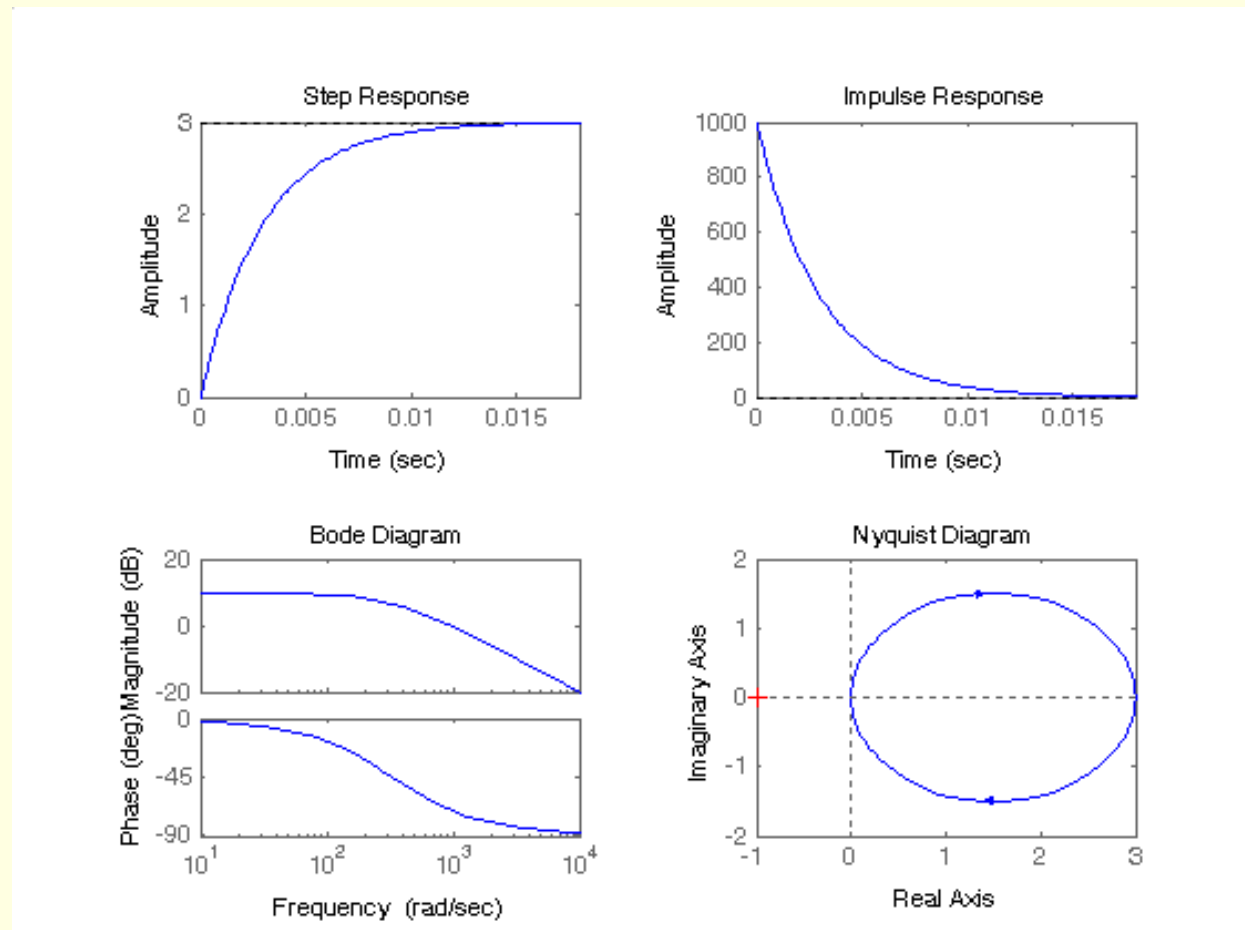 Step Response
3
2
1
0
Amplitude
0 0.005 0.01 0.015
Time (sec)
Impulse Response
1000
800
600
400
200
0
Amplitude
0 0.005 0.01 0.015
Time (sec)
Bode Diagram
20
0
-20
Magnitude (dB)
0
-45
-90
Phase (deg)
10^1 10^2 10^3 10^4
Frequency (rad/sec)
Nyquist Diagram
2
1
0
-1
-2
Imaginary Axis
-1 0 1 2 3
Real Axis